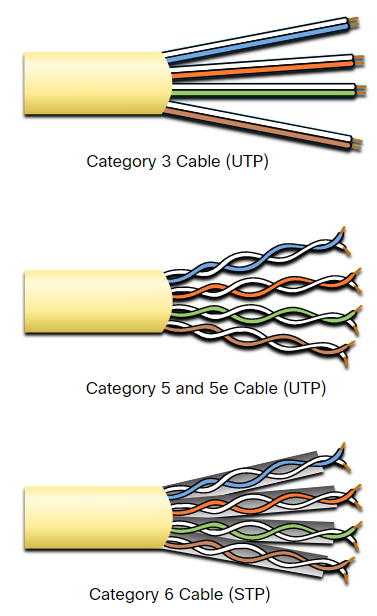 Category 3 Cable (UTP)
Category 5 and 5e Cable (UTP)
Category 6 Cable (STP)